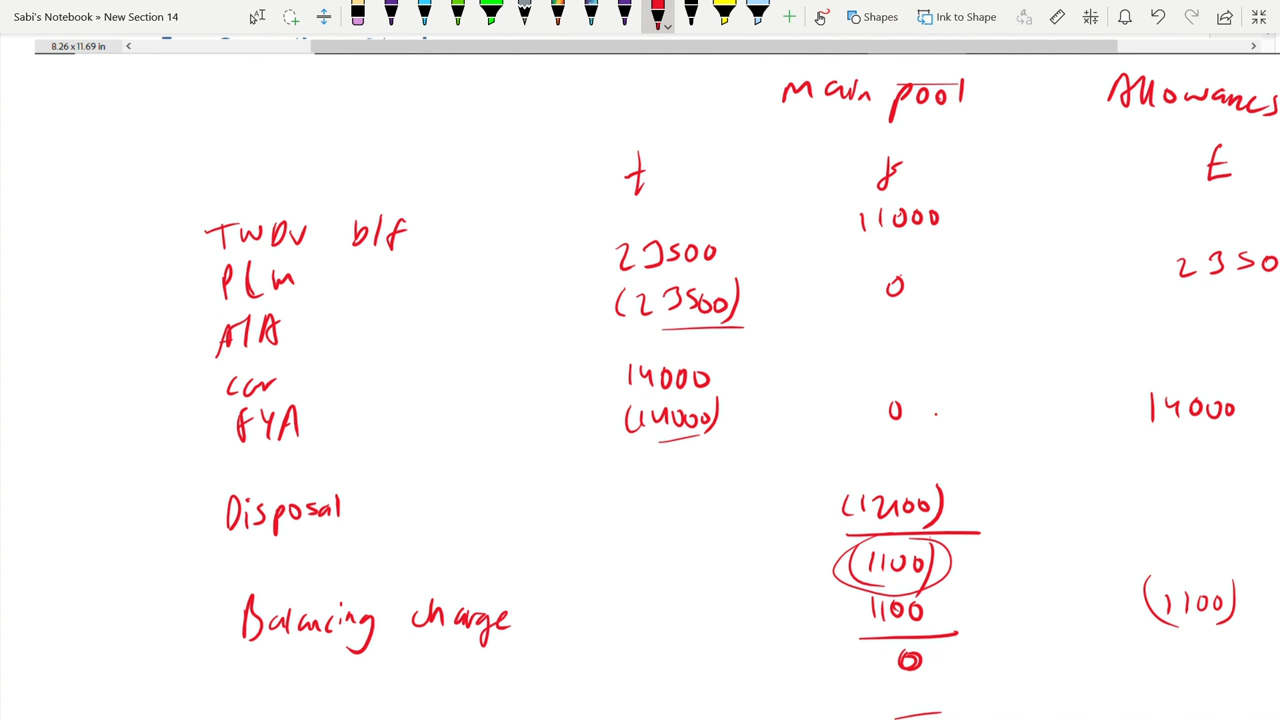 Sabi's Notebook » New Section 14
Shapes
Ink to Shape
8.26 x 11.69 in
Main pool Allowances
£ £ £
TWDV b/f 11000
P&M 23500 2350
AIA (23500) 0
car 14000
FYA (14000) 0 14000
Disposal (12100)
(1100)
Balancing charge 1100 (1100)
0